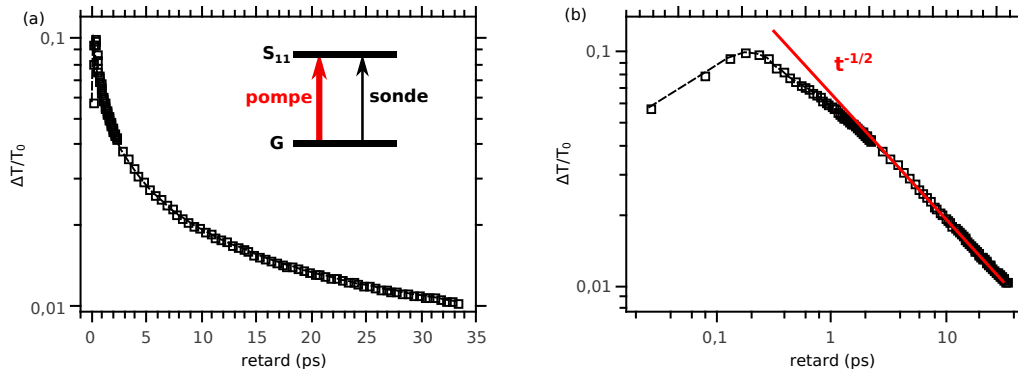 (a)
0,1
0,01
ΔT/T₀
S₁₁
pompe
sonde
G
0 5 10 15 20 25 30 35
retard (ps)
(b)
0,1
0,01
ΔT/T₀
t⁻¹/²
0,1 1 10
retard (ps)